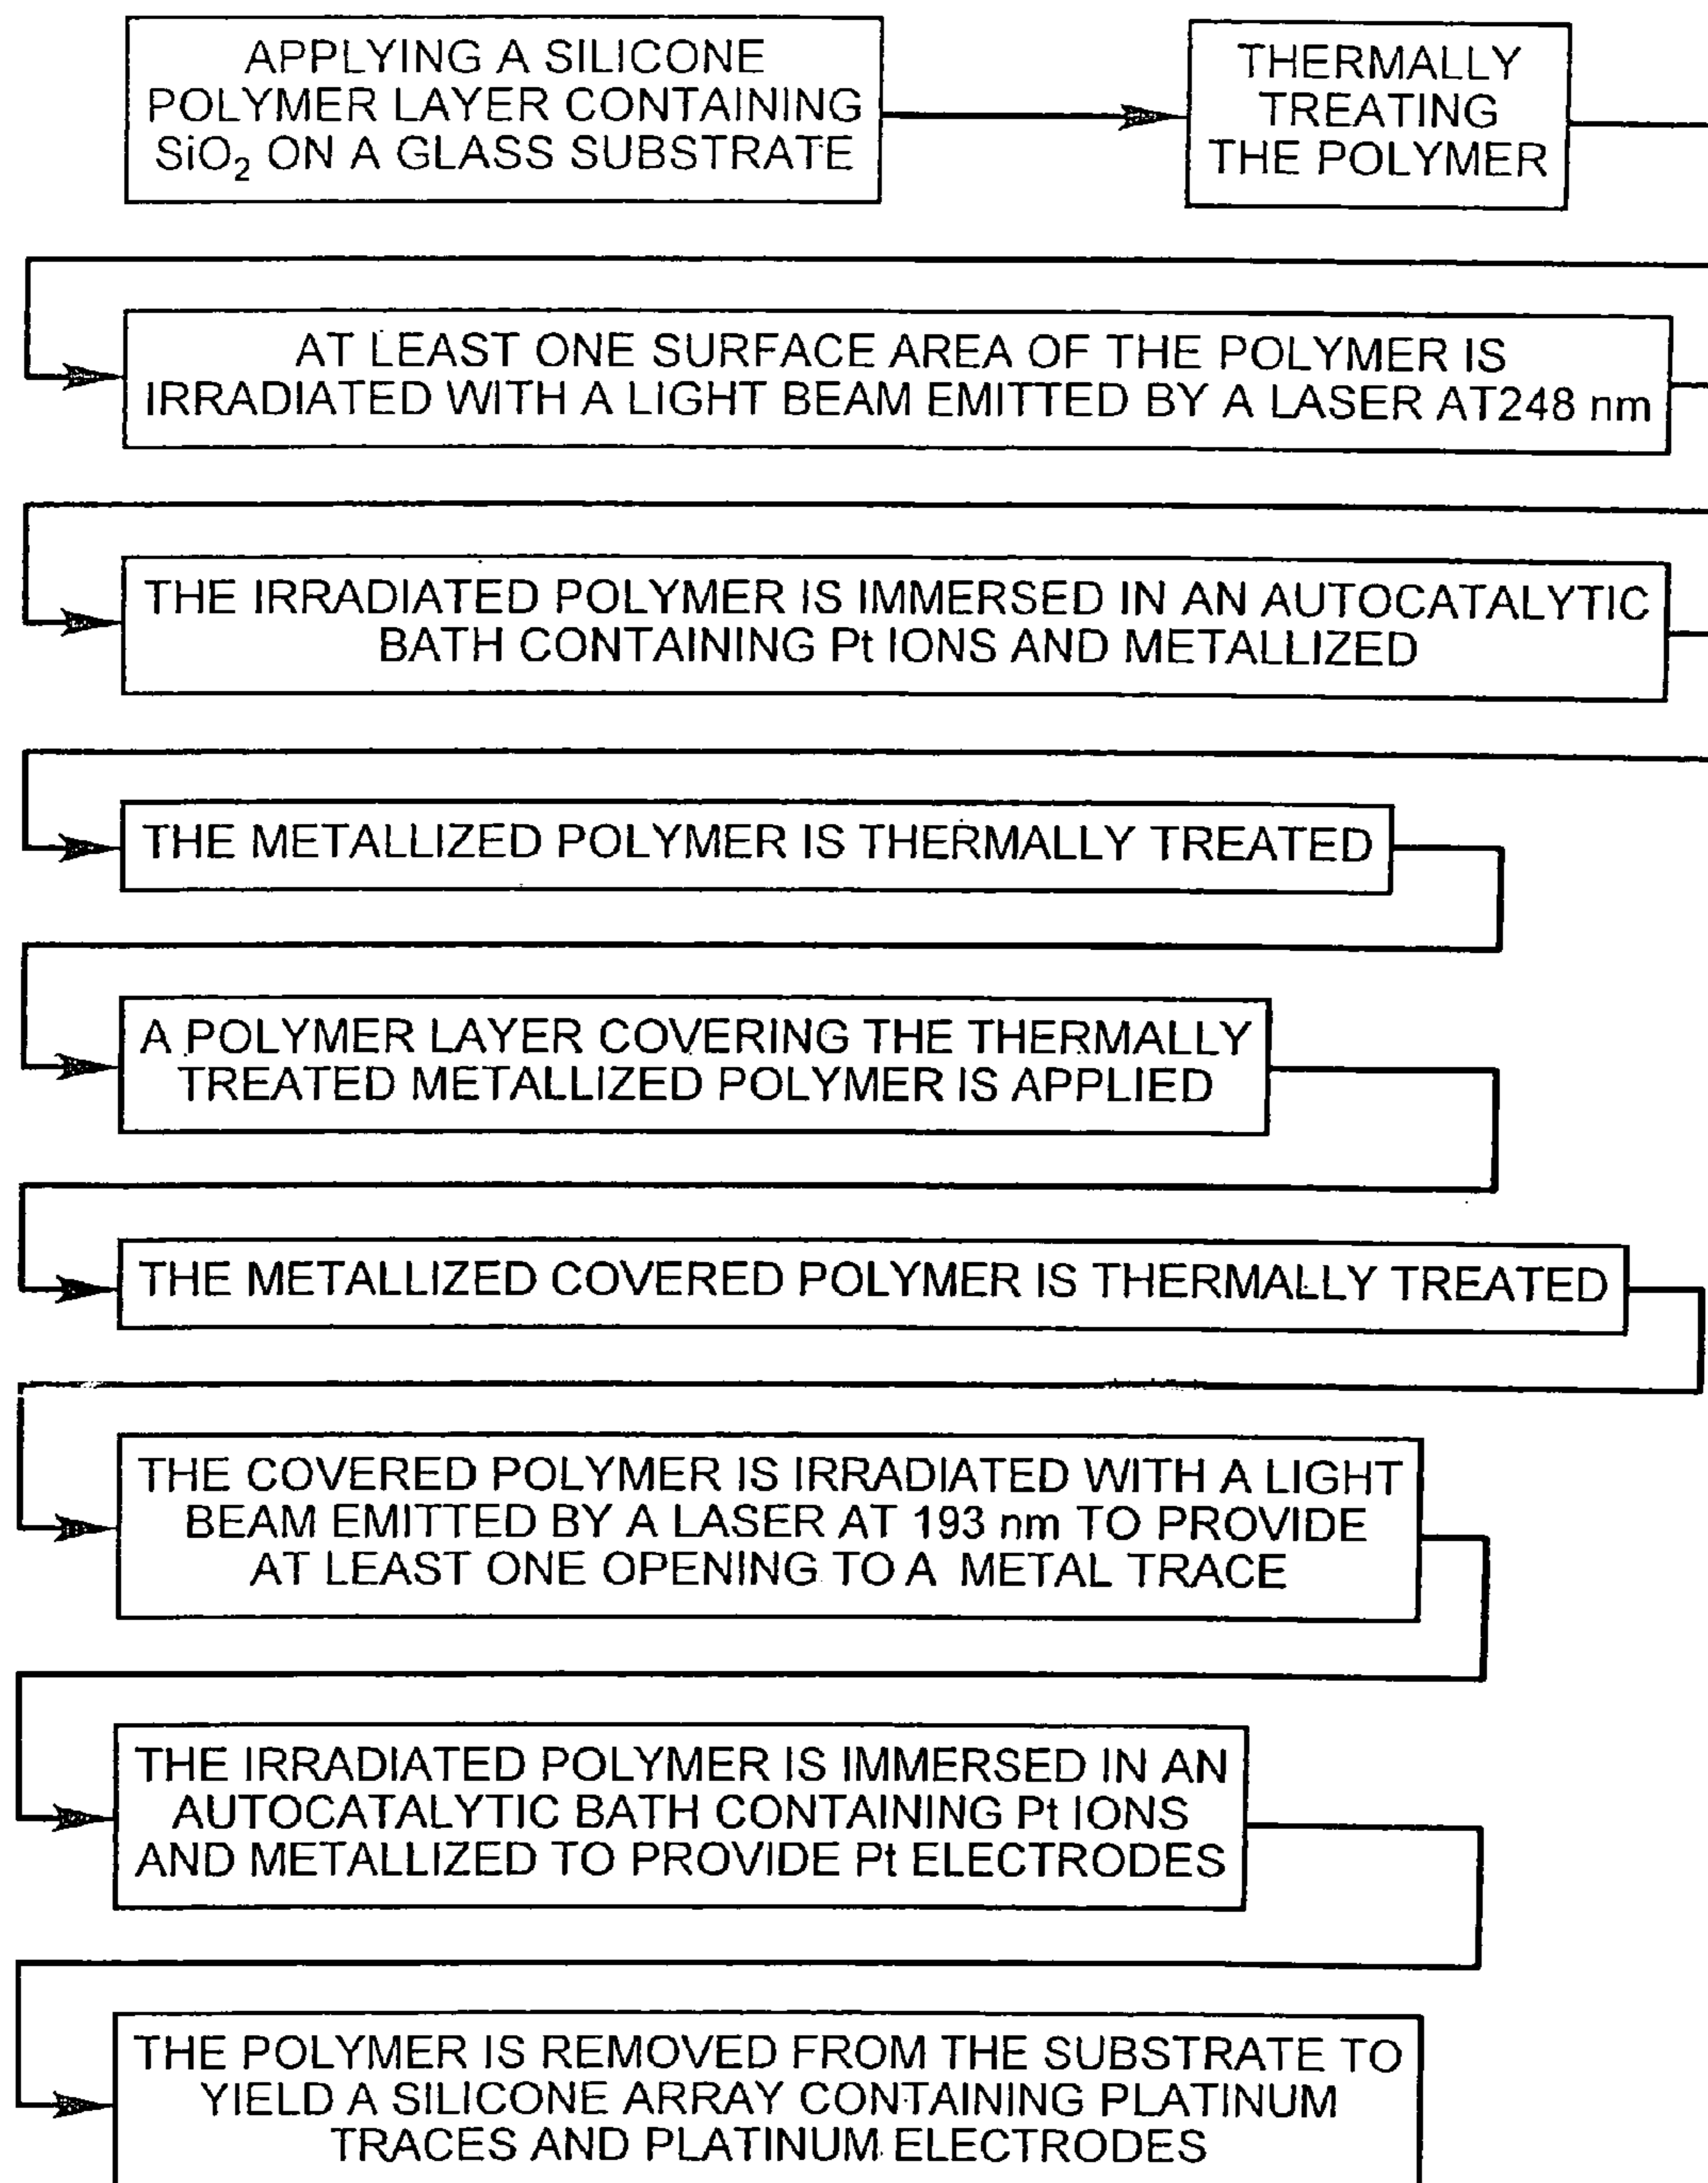 APPLYING A SILICONE
POLYMER LAYER CONTAINING
SiO₂ ON A GLASS SUBSTRATE
THERMALLY
TREATING
THE POLYMER
AT LEAST ONE SURFACE AREA OF THE POLYMER IS
IRRADIATED WITH A LIGHT BEAM EMITTED BY A LASER AT248 nm
THE IRRADIATED POLYMER IS IMMERSED IN AN AUTOCATALYTIC
BATH CONTAINING Pt IONS AND METALLIZED
THE METALLIZED POLYMER IS THERMALLY TREATED
A POLYMER LAYER COVERING THE THERMALLY
TREATED METALLIZED POLYMER IS APPLIED
THE METALLIZED COVERED POLYMER IS THERMALLY TREATED
THE COVERED POLYMER IS IRRADIATED WITH A LIGHT
BEAM EMITTED BY A LASER AT 193 nm TO PROVIDE
AT LEAST ONE OPENING TO A METAL TRACE
THE IRRADIATED POLYMER IS IMMERSED IN AN
AUTOCATALYTIC BATH CONTAINING Pt IONS
AND METALLIZED TO PROVIDE Pt ELECTRODES
THE POLYMER IS REMOVED FROM THE SUBSTRATE TO
YIELD A SILICONE ARRAY CONTAINING PLATINUM
TRACES AND PLATINUM ELECTRODES